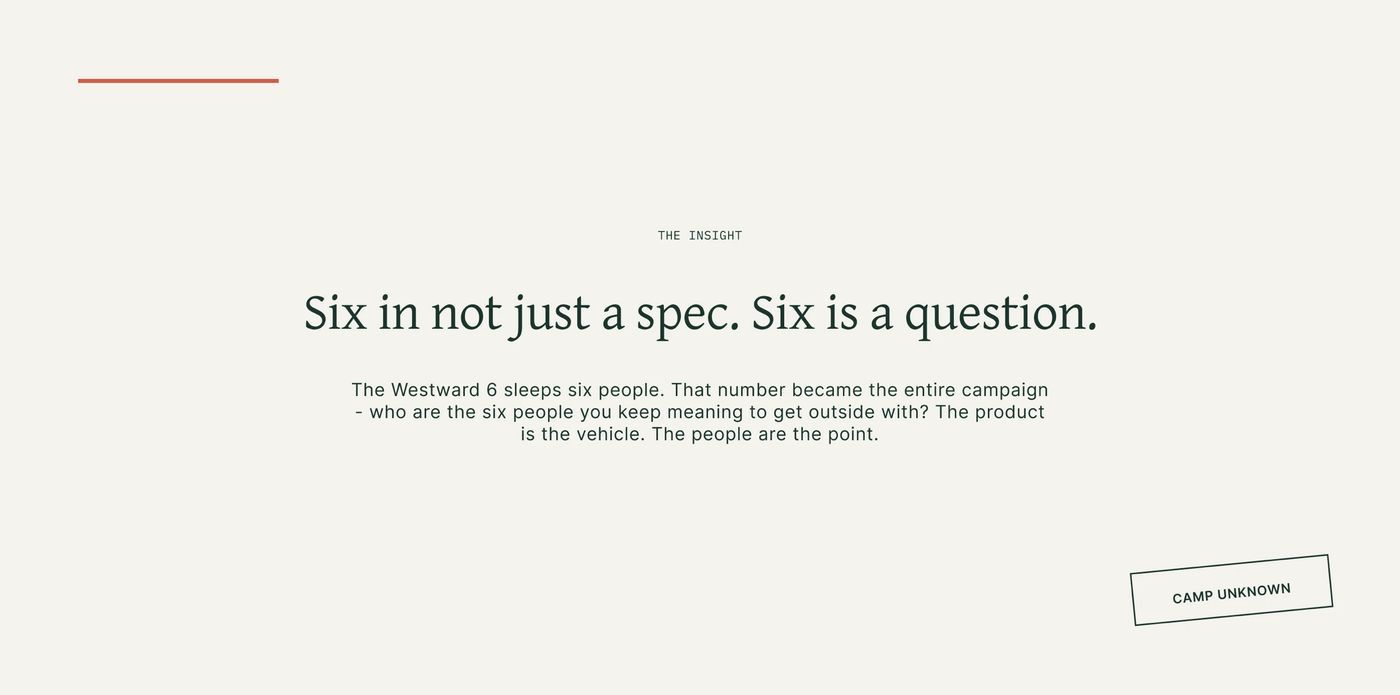 THE INSIGHT
Six in not just a spec. Six is a question.
The Westward 6 sleeps six people. That number became the entire campaign
- who are the six people you keep meaning to get outside with? The product
is the vehicle. The people are the point.
CAMP UNKNOWN